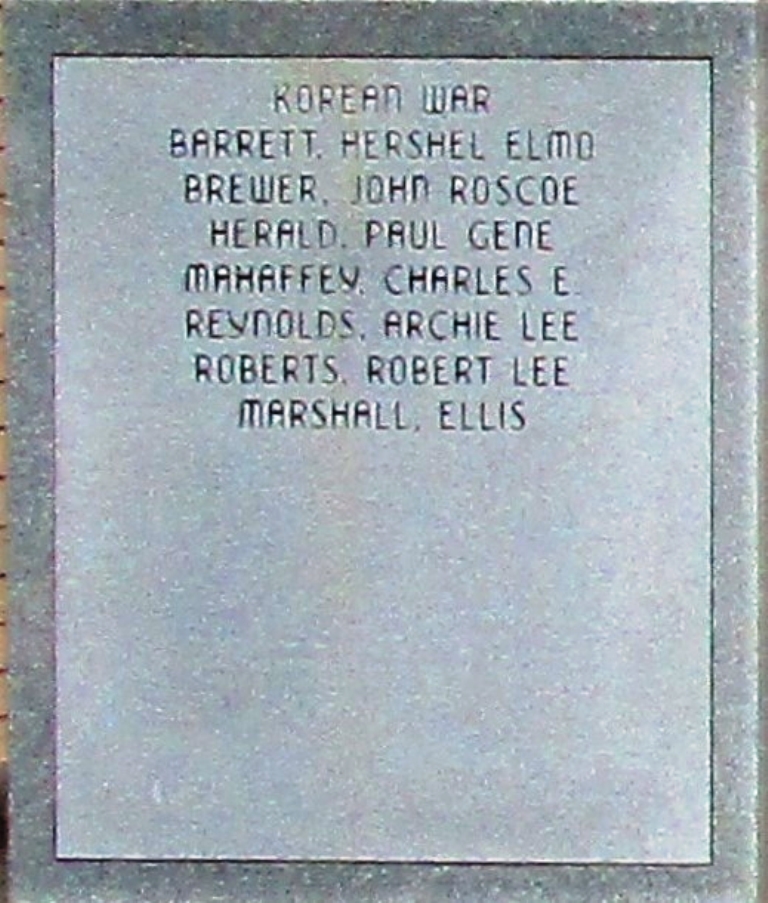 KOREAN WAR
BARRETT, HERSHEL ELMO
BREWER, JOHN ROSCOE
HERALD, PAUL GENE
MAHAFFEY, CHARLES E.
REYNOLDS, ARCHIE LEE
ROBERTS, ROBERT LEE
MARSHALL, ELLIS